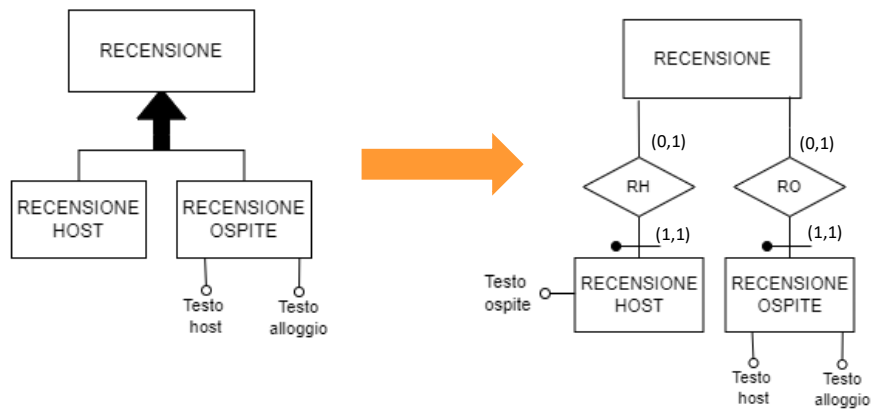 RECENSIONE
RECENSIONE
HOST
RECENSIONE
OSPITE
Testo
host
Testo
alloggio
RECENSIONE
(0,1)
(0,1)
RH
RO
(1,1)
(1,1)
Testo
ospite
RECENSIONE
HOST
RECENSIONE
OSPITE
Testo
host
Testo
alloggio